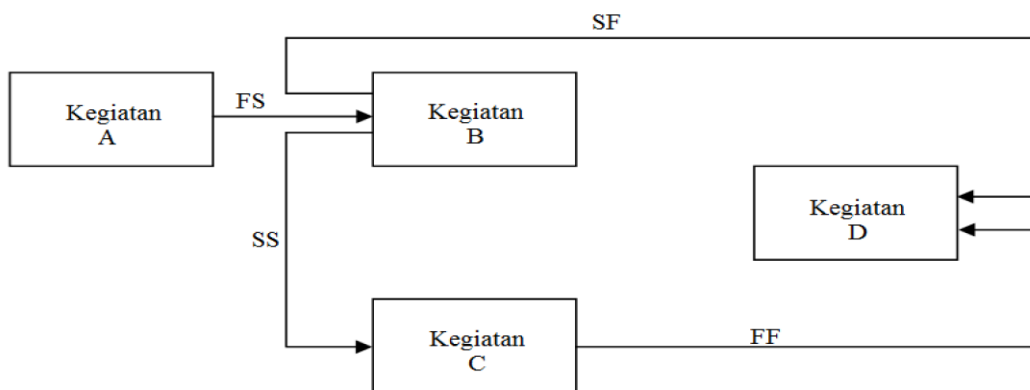 SF
Kegiatan
A
FS
Kegiatan
B
Kegiatan
D
SS
Kegiatan
C
FF